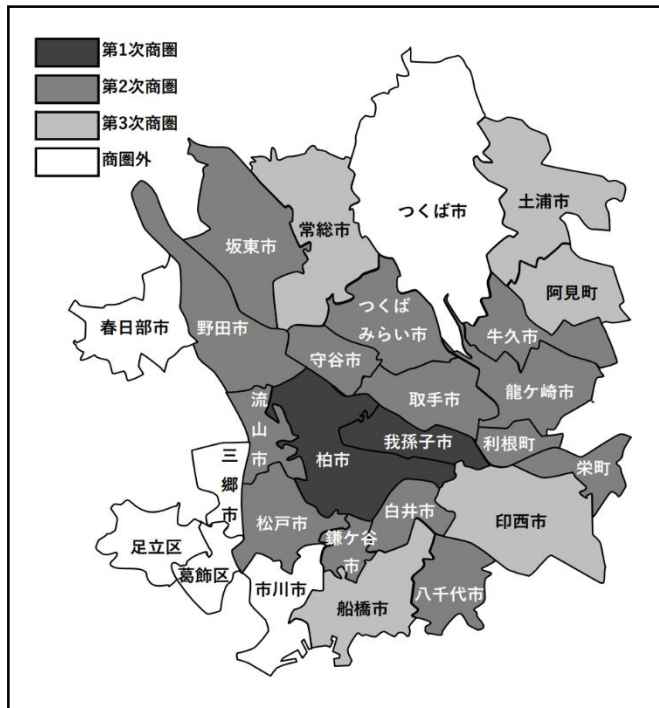 第1次商圏
第2次商圏
第3次商圏
商圏外
つくば市
土浦市
常総市
坂東市
阿見町
つくば
みらい市
春日部市
野田市
牛久市
守谷市
龍ケ崎市
取手市
流
山
市
我孫子市
利根町
柏市
栄町
三
郷
市
白井市
印西市
松戸市
鎌ケ谷
市
足立区
葛飾区
市川市
八千代市
船橋市